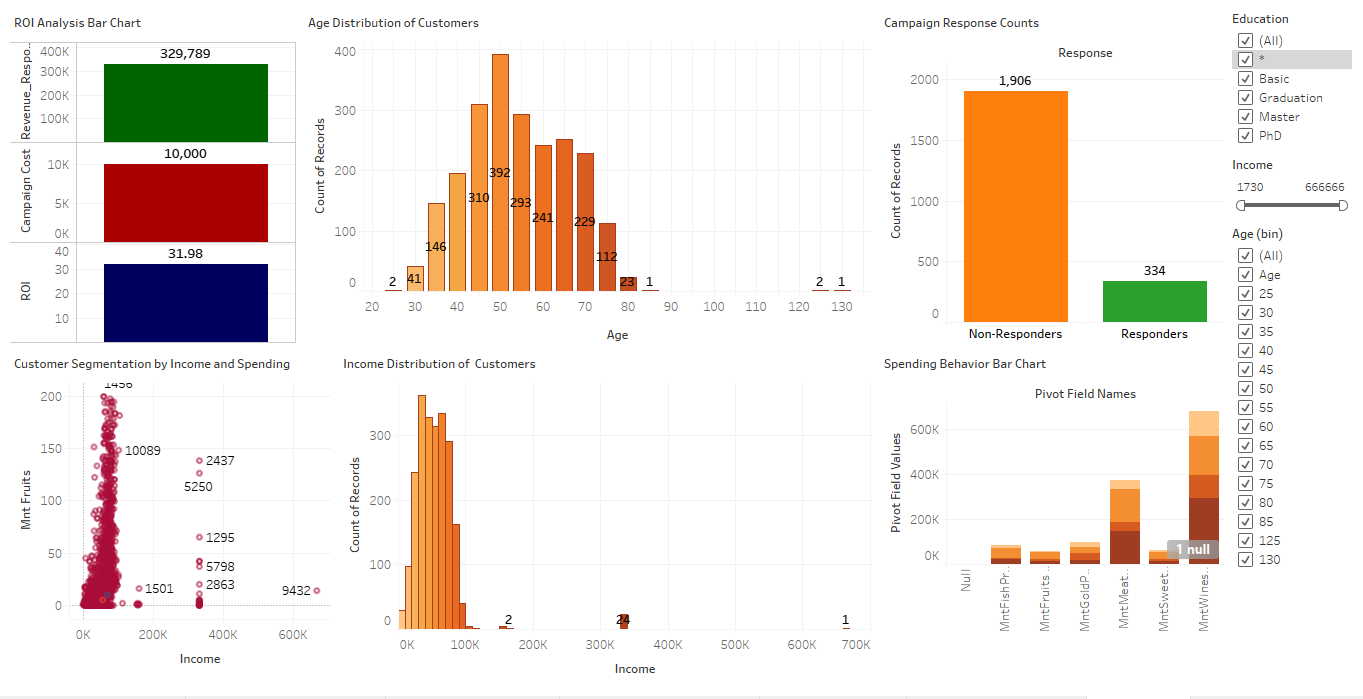 ROI Analysis Bar Chart
Revenue_Respo..
400K
300K
200K
100K
329,789
Campaign Cost
10K
5K
0K
10,000
ROI
40
30
20
10
31.98
Age Distribution of Customers
Count of Records
400
300
200
100
0
2
41
146
310
392
293
241
229
112
23
1
2
1
20 30 40 50 60 70 80 90 100 110 120 130
Age
Campaign Response Counts
Response
Count of Records
2000
1500
1000
500
0
1,906
334
Non-Responders
Responders
Education
(All)
*
Basic
Graduation
Master
PhD
Income
1730 666666
Age (bin)
(All)
Age
25
30
35
40
45
50
55
60
65
70
75
80
85
125
130
Customer Segmentation by Income and Spending
Mnt Fruits
200
150
100
50
0
1456
10089
2437
5250
1295
5798
2863
1501
9432
0K 200K 400K 600K
Income
Income Distribution of Customers
Count of Records
300
200
100
0
2
24
1
0K 100K 200K 300K 400K 500K 600K 700K
Income
Spending Behavior Bar Chart
Pivot Field Names
Pivot Field Values
600K
400K
200K
0K
1 null
Null
MntFishPr..
MntFruits ..
MntGoldP..
MntMeat..
MntSweet..
MntWines..